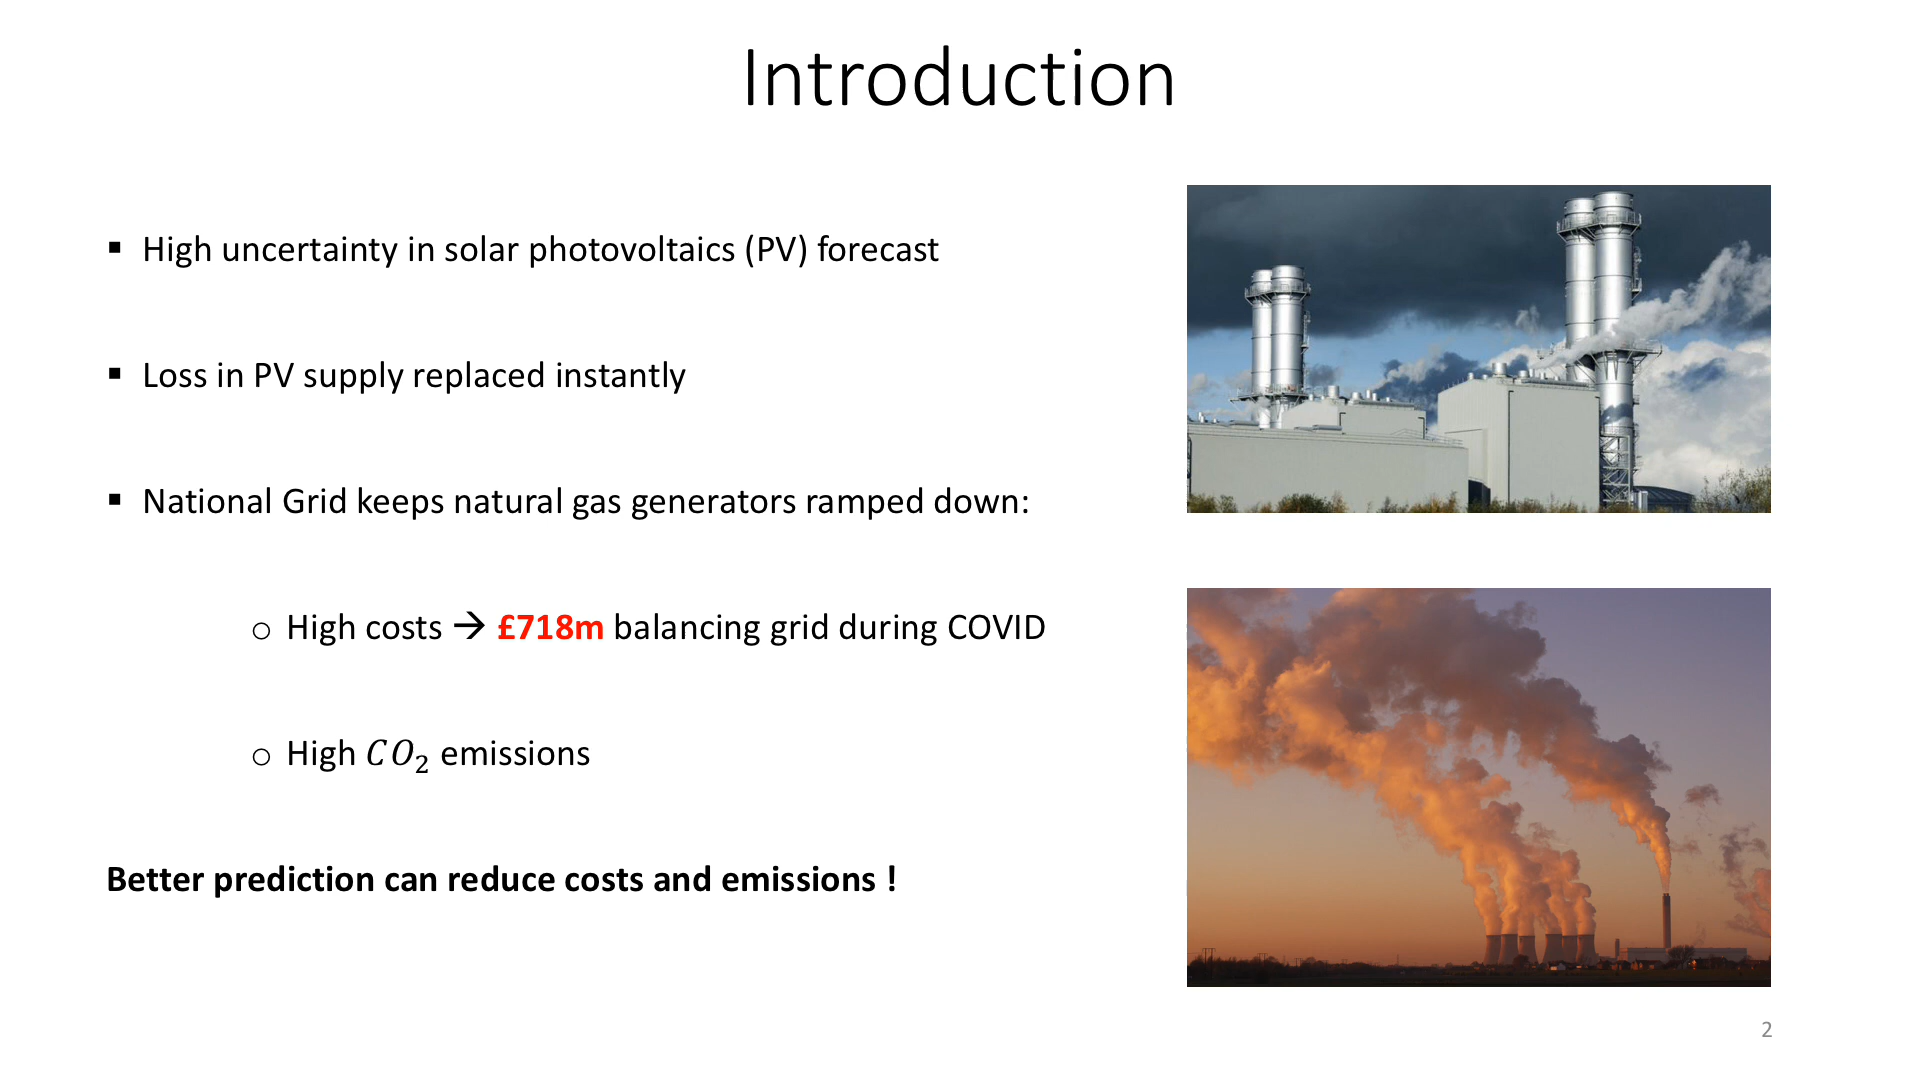 Introduction
▪ High uncertainty in solar photovoltaics (PV) forecast
▪ Loss in PV supply replaced instantly
▪ National Grid keeps natural gas generators ramped down:
o High costs → £718m balancing grid during COVID
o High CO₂ emissions
Better prediction can reduce costs and emissions !
2